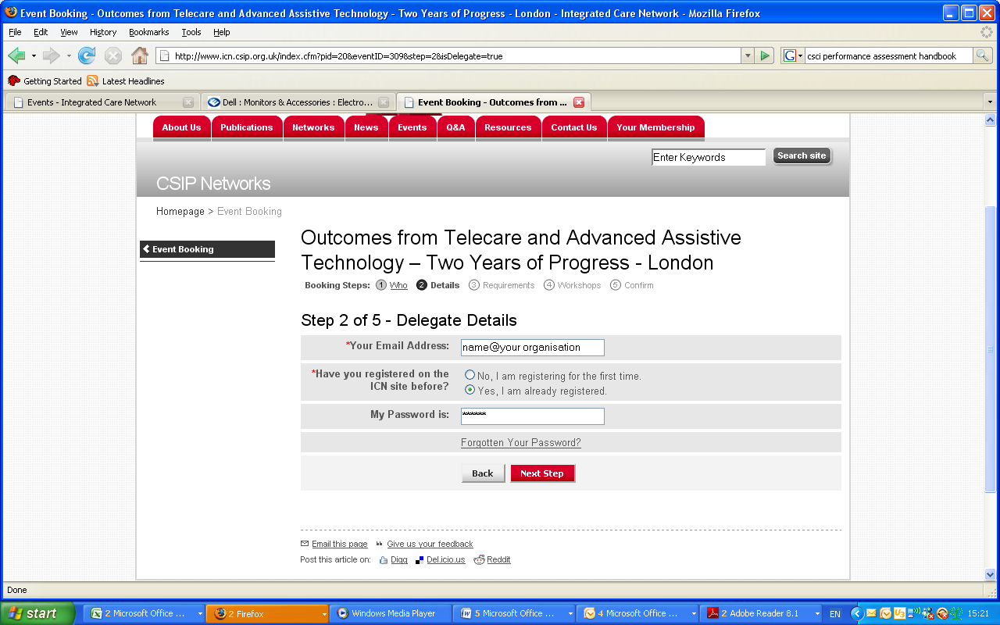 Event Booking - Outcomes from Telecare and Advanced Assistive Technology - Two Years of Progress - London - Integrated Care Network - Mozilla Firefox
File Edit View History Bookmarks Tools Help
http://www.icn.csip.org.uk/index.cfm?pid=20&eventID=309&step=2&isDelegate=true
G csci performance assessment handbook
Getting Started Latest Headlines
Events - Integrated Care Network Dell : Monitors & Accessories : Electro... Event Booking - Outcomes from ...
About Us Publications Networks News Events Q&A Resources Contact Us Your Membership
Enter Keywords Search site
CSIP Networks
Homepage > Event Booking
Event Booking
Outcomes from Telecare and Advanced Assistive
Technology – Two Years of Progress - London
Booking Steps: 1 Who 2 Details 3 Requirements 4 Workshops 5 Confirm
Step 2 of 5 - Delegate Details
*Your Email Address: name@your organisation
*Have you registered on the
ICN site before?
No, I am registering for the first time.
Yes, I am already registered.
My Password is: ******
Forgotten Your Password?
Back Next Step
Email this page Give us your feedback
Post this article on: Digg Del.icio.us Reddit
Done
start 2 Microsoft Office ... 2 Firefox Windows Media Player 5 Microsoft Office ... 4 Microsoft Office ... 2 Adobe Reader 8.1 EN 15:21